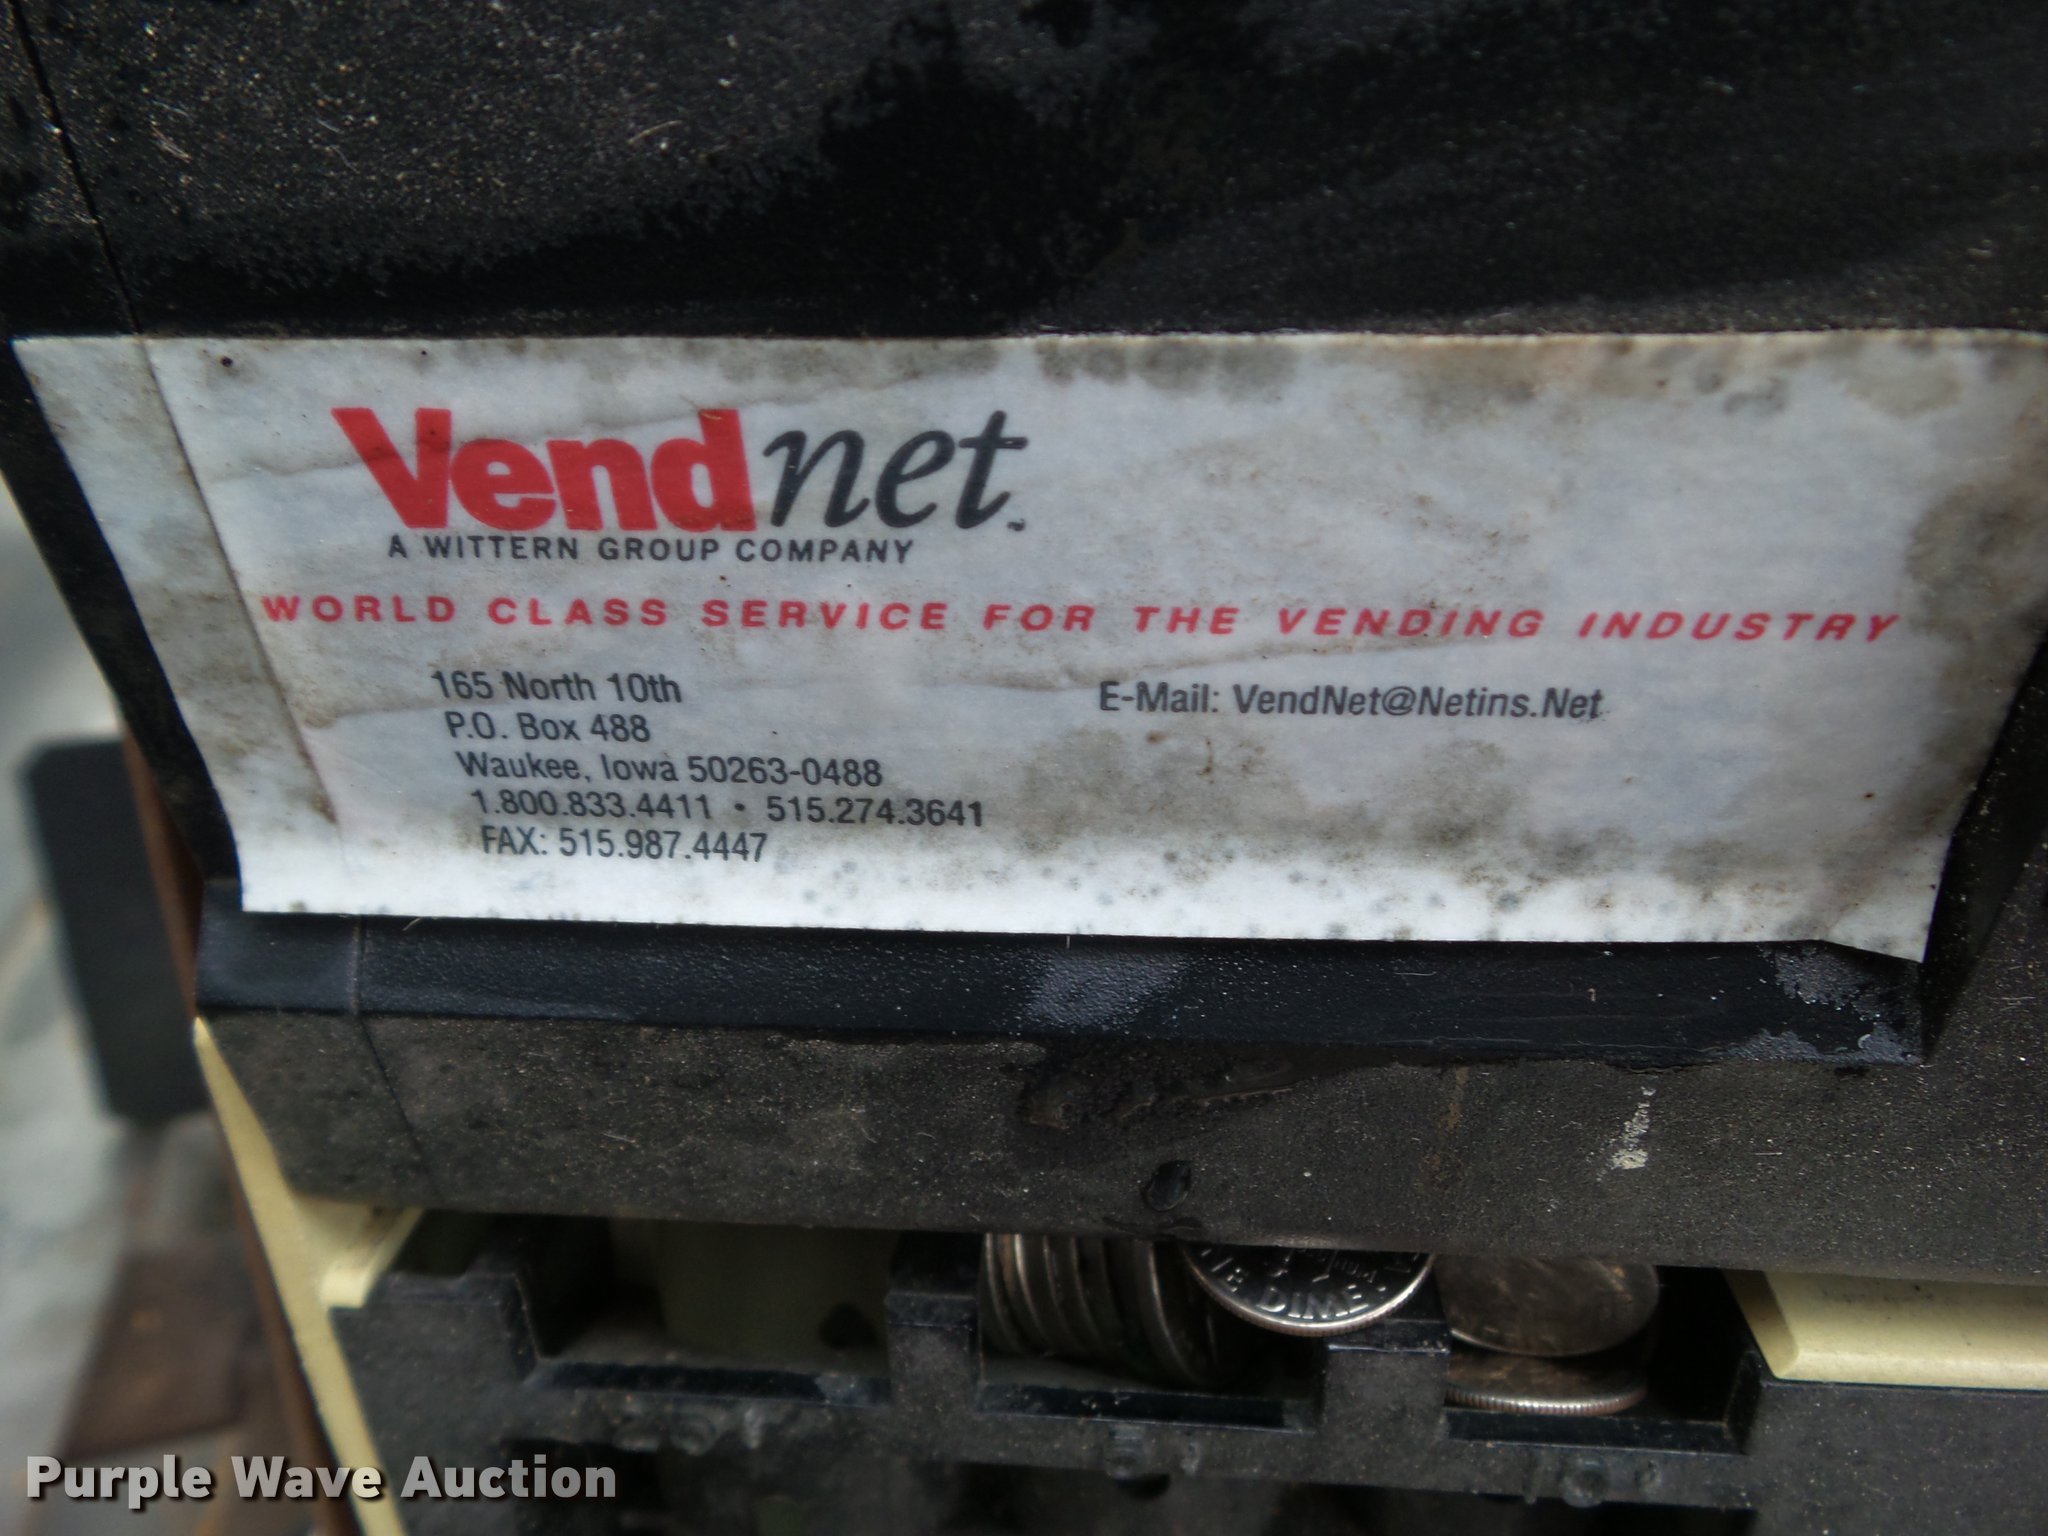 Vendnet™
A WITTERN GROUP COMPANY
WORLD CLASS SERVICE FOR THE VENDING INDUSTRY
165 North 10th
P.O. Box 488
Waukee, Iowa 50263-0488
1.800.833.4411 • 515.274.3641
FAX: 515.987.4447
E-Mail: VendNet@Netins.Net
DIME
Purple Wave Auction